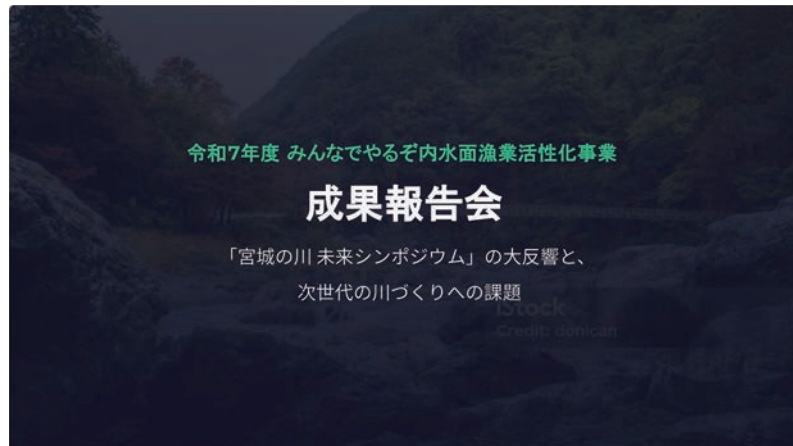 令和7年度 みんなでやるぞ内水面漁業活性化事業
成果報告会
「宮城の川 未来シンポジウム」の大反響と、
次世代の川づくりへの課題
iStock
Credit: donican